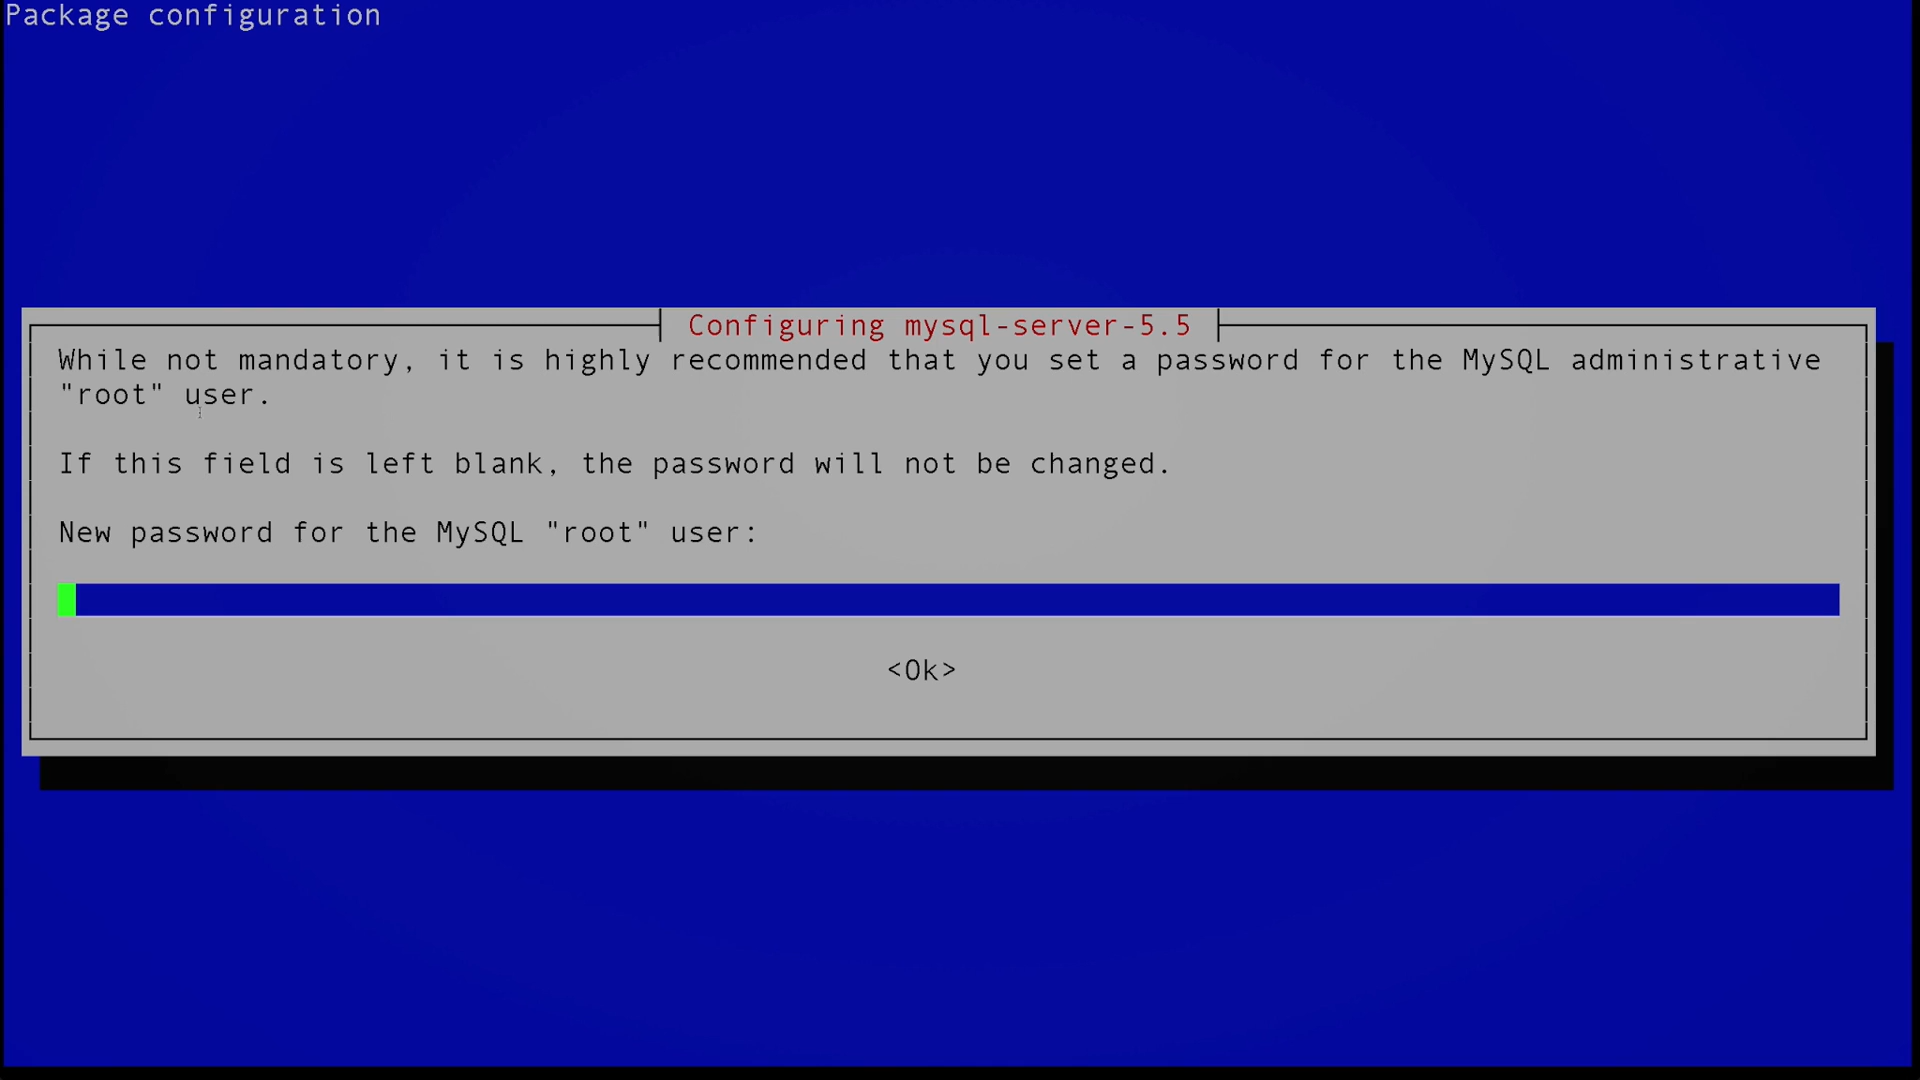 Package configuration
Configuring mysql-server-5.5
While not mandatory, it is highly recommended that you set a password for the MySQL administrative
"root" user.
If this field is left blank, the password will not be changed.
New password for the MySQL "root" user:
<Ok>